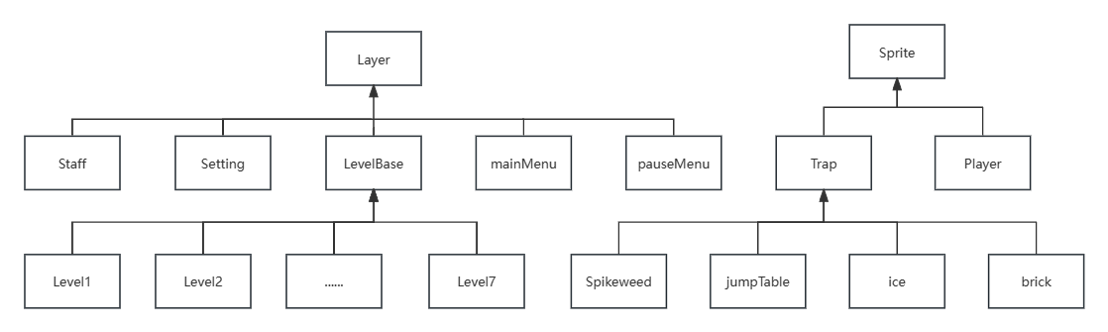 Layer
Sprite
Staff
Setting
LevelBase
mainMenu
pauseMenu
Trap
Player
Level1
Level2
......
Level7
Spikeweed
jumpTable
ice
brick